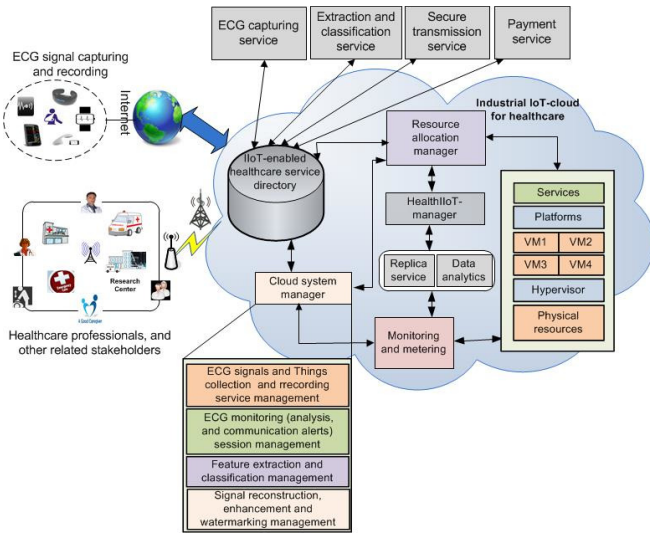 ECG capturing
service
Extraction and
classification
service
Secure
transmission
service
Payment
service
ECG signal capturing
and recording
Internet
Industrial IoT-cloud
for healthcare
Resource
allocation
manager
IIoT-enabled
healthcare service
directory
HealthIIoT-
manager
Services
Platforms
VM1
VM2
VM3
VM4
Hypervisor
Physical
resources
Replica
service
Data
analytics
Cloud system
manager
Monitoring
and metering
Research
Center
Healthcare professionals, and
other related stakeholders
ECG signals and Things
collection and rrecording
service management
ECG monitoring (analysis,
and communication alerts)
session management
Feature extraction and
classification management
Signal reconstruction,
enhancement and
watermarking management